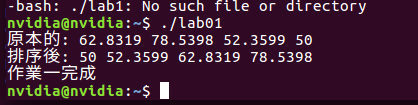 -bash: ./lab1: No such file or directory
nvidia@nvidia:~$ ./lab01
原本的: 62.8319 78.5398 52.3599 50
排序後: 50 52.3599 62.8319 78.5398
作業一完成
nvidia@nvidia:~$